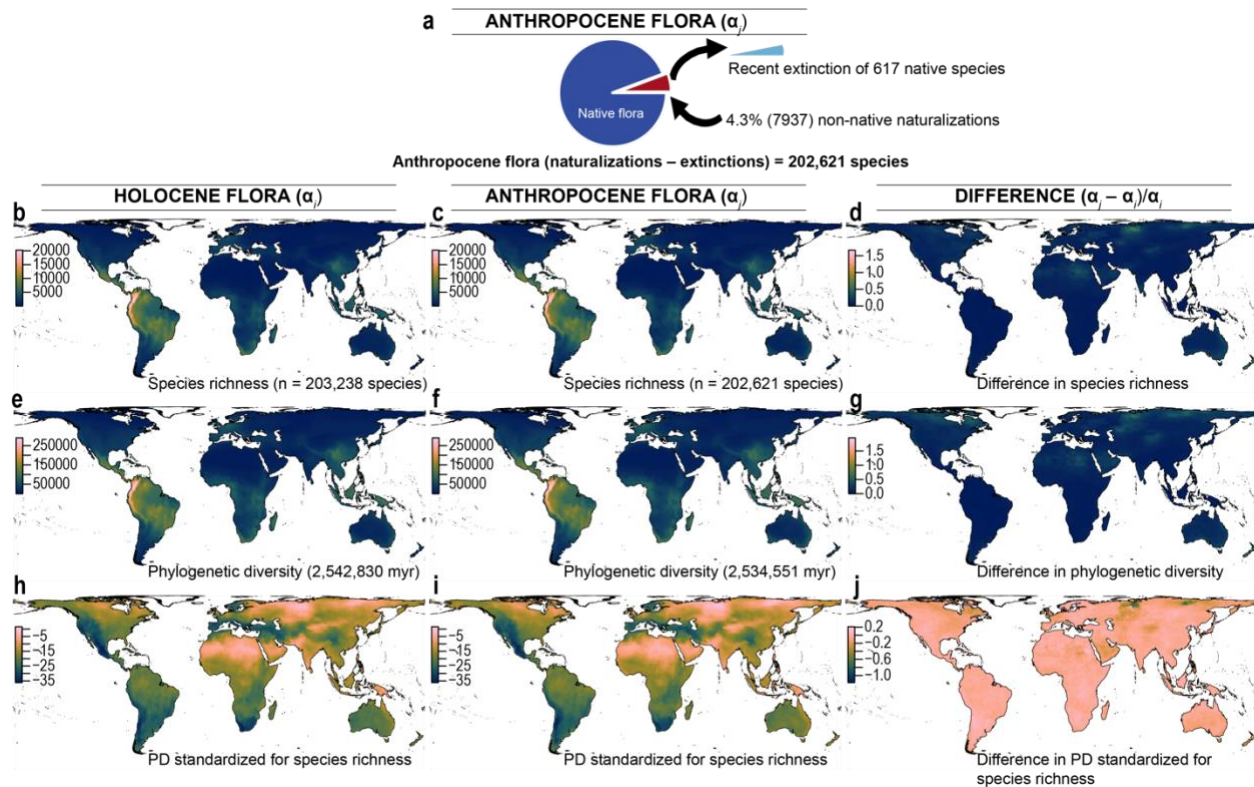 a
ANTHROPOCENE FLORA (αj)
Recent extinction of 617 native species
Native flora
4.3% (7937) non-native naturalizations
Anthropocene flora (naturalizations – extinctions) = 202,621 species
HOLOCENE FLORA (αi)
ANTHROPOCENE FLORA (αj)
DIFFERENCE (αj – αi)/αi
b
20000
15000
10000
5000
Species richness (n = 203,238 species)
c
20000
15000
10000
5000
Species richness (n = 202,621 species)
d
1.5
1.0
0.5
0.0
Difference in species richness
e
250000
150000
50000
Phylogenetic diversity (2,542,830 myr)
f
250000
150000
50000
Phylogenetic diversity (2,534,551 myr)
g
1.5
1.0
0.5
0.0
Difference in phylogenetic diversity
h
−5
−15
−25
−35
PD standardized for species richness
i
−5
−15
−25
−35
PD standardized for species richness
j
0.2
−0.2
−0.6
−1.0
Difference in PD standardized for
species richness